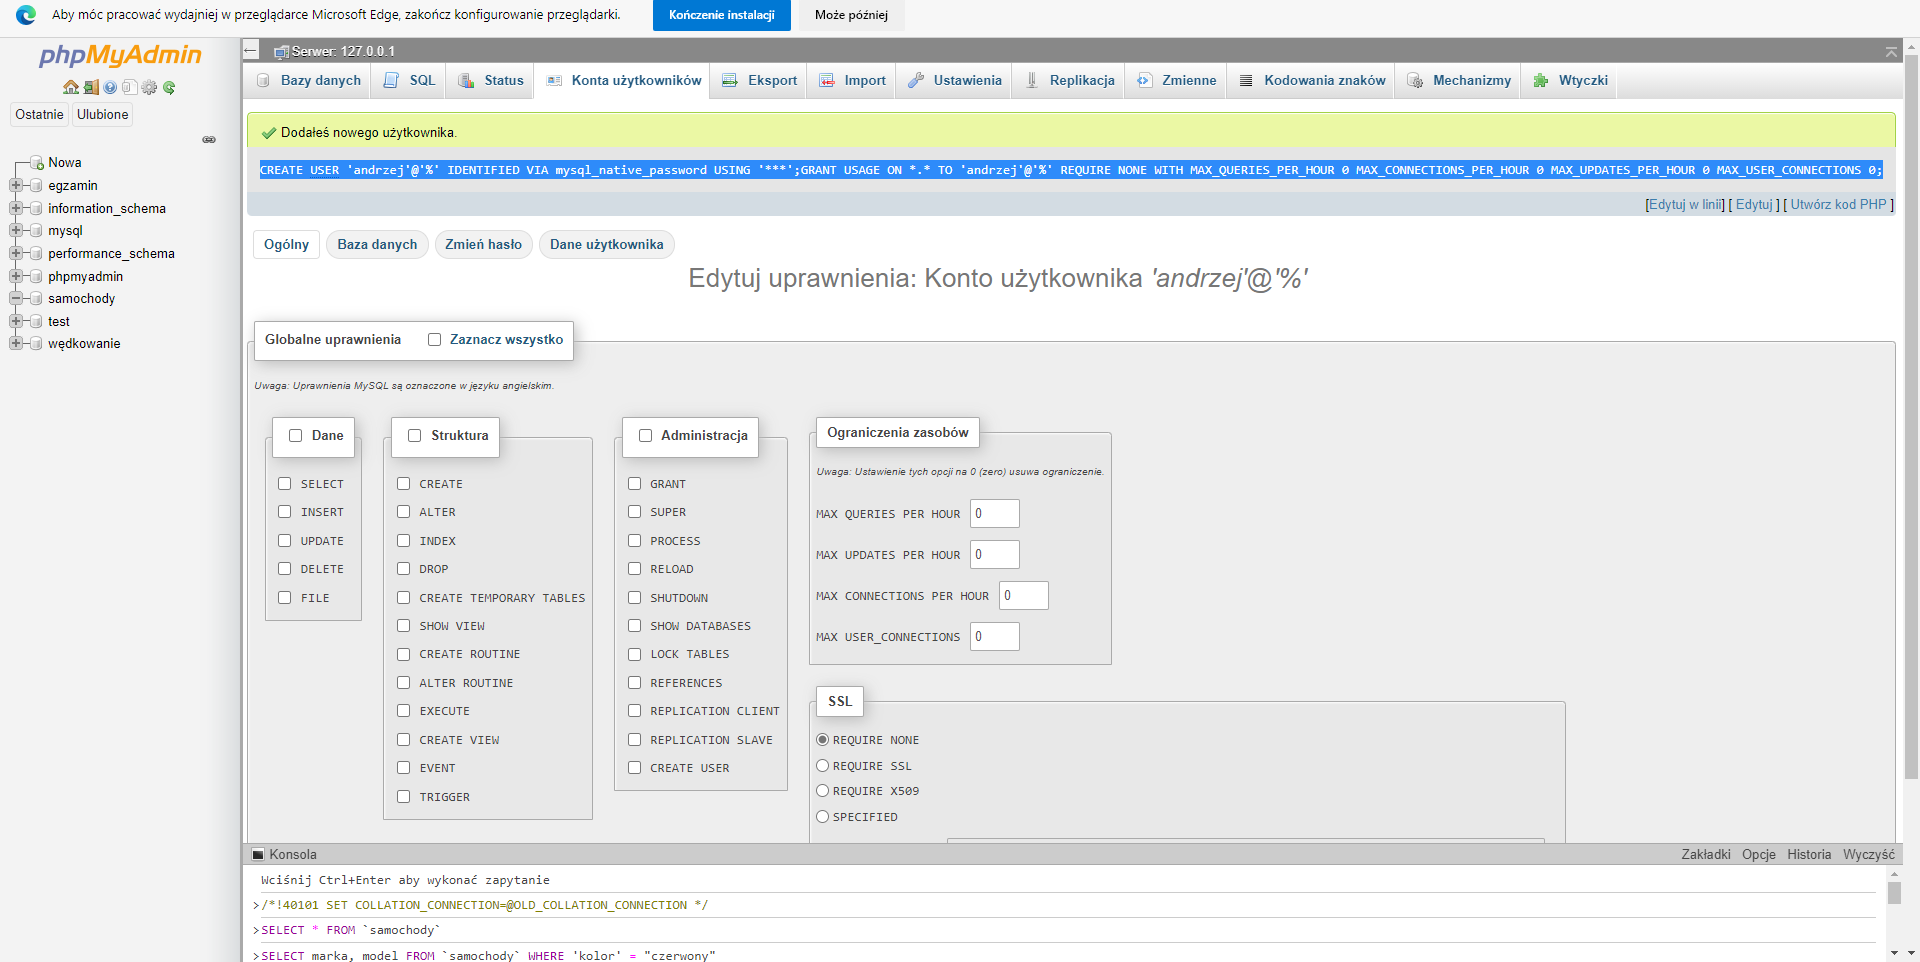 Aby móc pracować wydajniej w przeglądarce Microsoft Edge, zakończ konfigurowanie przeglądarki.
Kończenie instalacji
Może później
phpMyAdmin
Ostatnie
Ulubione
Nowa
egzamin
information_schema
mysql
performance_schema
phpmyadmin
samochody
test
wędkowanie
Serwer: 127.0.0.1
Bazy danych
SQL
Status
Konta użytkowników
Eksport
Import
Ustawienia
Replikacja
Zmienne
Kodowania znaków
Mechanizmy
Wtyczki
Dodałeś nowego użytkownika.
CREATE USER 'andrzej'@'%' IDENTIFIED VIA mysql_native_password USING '***';GRANT USAGE ON *.* TO 'andrzej'@'%' REQUIRE NONE WITH MAX_QUERIES_PER_HOUR 0 MAX_CONNECTIONS_PER_HOUR 0 MAX_UPDATES_PER_HOUR 0 MAX_USER_CONNECTIONS 0;
[Edytuj w linii] [ Edytuj ] [ Utwórz kod PHP ]
Ogólny
Baza danych
Zmień hasło
Dane użytkownika
Edytuj uprawnienia: Konto użytkownika 'andrzej'@'%'
Globalne uprawnienia
Zaznacz wszystko
Uwaga: Uprawnienia MySQL są oznaczone w języku angielskim.
Dane
SELECT
INSERT
UPDATE
DELETE
FILE
Struktura
CREATE
ALTER
INDEX
DROP
CREATE TEMPORARY TABLES
SHOW VIEW
CREATE ROUTINE
ALTER ROUTINE
EXECUTE
CREATE VIEW
EVENT
TRIGGER
Administracja
GRANT
SUPER
PROCESS
RELOAD
SHUTDOWN
SHOW DATABASES
LOCK TABLES
REFERENCES
REPLICATION CLIENT
REPLICATION SLAVE
CREATE USER
Ograniczenia zasobów
Uwaga: Ustawienie tych opcji na 0 (zero) usuwa ograniczenie.
MAX QUERIES PER HOUR 0
MAX UPDATES PER HOUR 0
MAX CONNECTIONS PER HOUR 0
MAX USER_CONNECTIONS 0
SSL
REQUIRE NONE
REQUIRE SSL
REQUIRE X509
SPECIFIED
Konsola
Zakładki
Opcje
Historia
Wyczyść
Wciśnij Ctrl+Enter aby wykonać zapytanie
>/*!40101 SET COLLATION_CONNECTION=@OLD_COLLATION_CONNECTION */
>SELECT * FROM `samochody`
>SELECT marka, model FROM `samochody` WHERE 'kolor' = "czerwony"